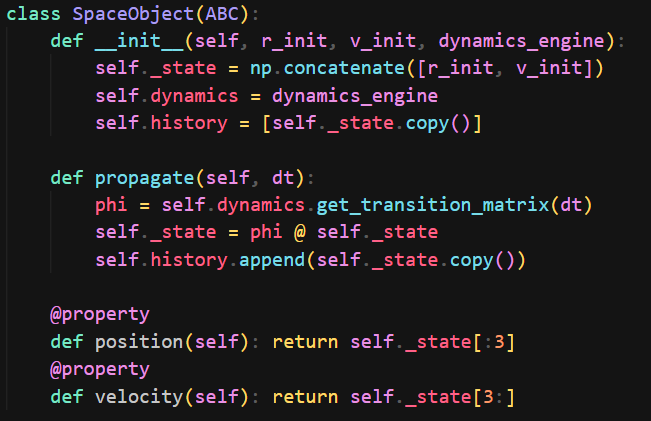 class SpaceObject(ABC):
    def __init__(self, r_init, v_init, dynamics_engine):
        self._state = np.concatenate([r_init, v_init])
        self.dynamics = dynamics_engine
        self.history = [self._state.copy()]

    def propagate(self, dt):
        phi = self.dynamics.get_transition_matrix(dt)
        self._state = phi @ self._state
        self.history.append(self._state.copy())

    @property
    def position(self): return self._state[:3]
    @property
    def velocity(self): return self._state[3:]